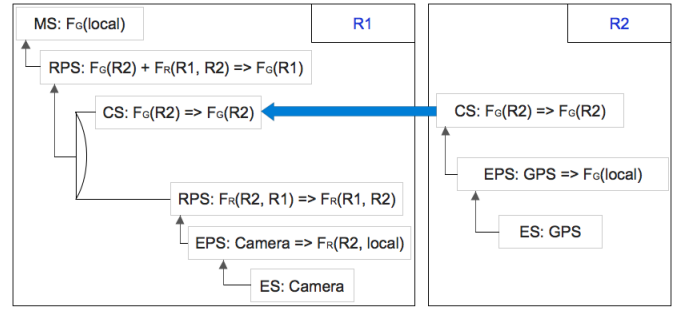 MS: FG(local)
R1
RPS: FG(R2) + FR(R1, R2) => FG(R1)
CS: FG(R2) => FG(R2)
RPS: FR(R2, R1) => FR(R1, R2)
EPS: Camera => FR(R2, local)
ES: Camera
R2
CS: FG(R2) => FG(R2)
EPS: GPS => FG(local)
ES: GPS